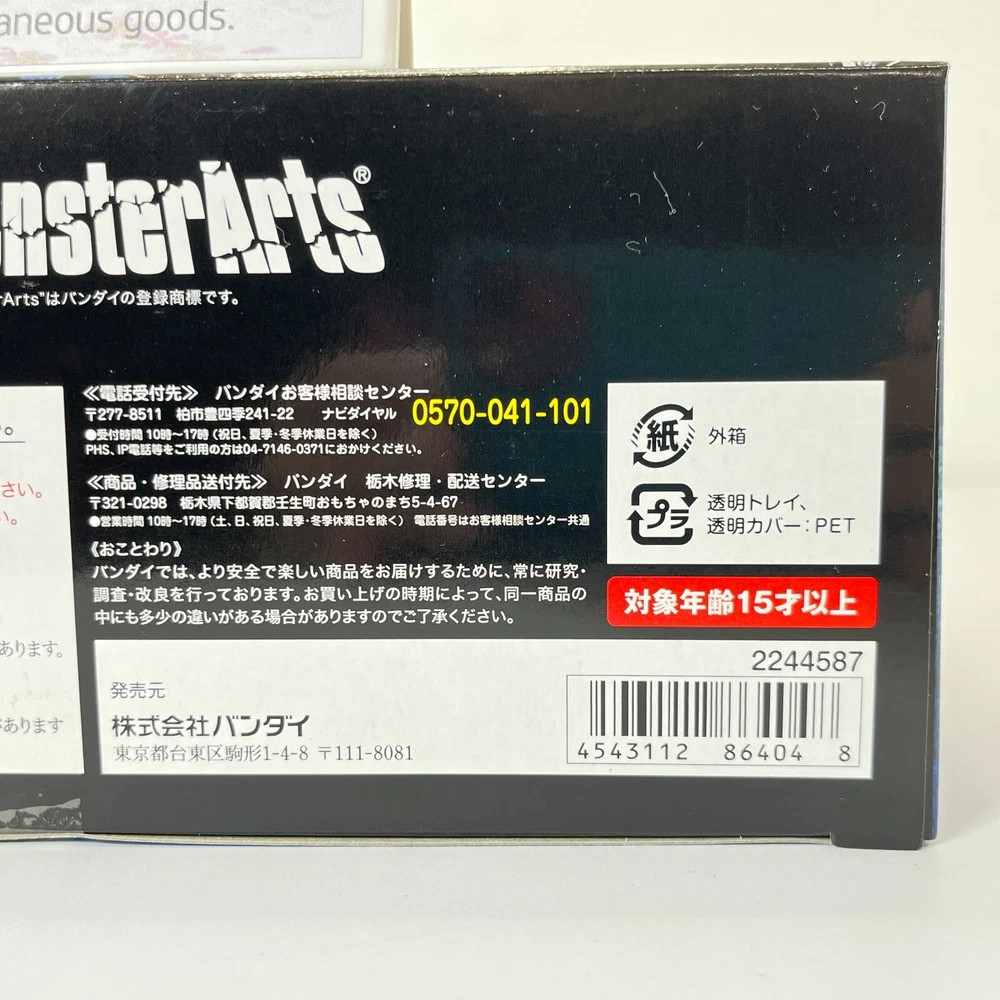 aneous goods.
nsterArts®
rArts"はバンダイの登録商標です。
≪電話受付先≫ バンダイお客様相談センター
〒277-8511 柏市豊四季241-22 ナビダイヤル 0570-041-101
●受付時間 10時~17時 (祝日、夏季・冬季休業日を除く)
PHS、IP電話等をご利用の方は04-7146-0371におかけください。
≪商品・修理品送付先≫ バンダイ 栃木修理・配送センター
〒321-0298 栃木県下都賀郡壬生町おもちゃのまち5-4-67
●営業時間 10時~17時 (土、日、祝日、夏季・冬季休業日を除く) 電話番号はお客様相談センター共通
《おことわり》
バンダイでは、より安全で楽しい商品をお届けするために、常に研究・
調査・改良を行っております。お買い上げの時期によって、同一商品の
中にも多少の違いがある場合がありますのでご了承ください。
。
さい。
い。
あります。
があります
紙 外箱
プラ 透明トレイ、
透明カバー:PET
対象年齢15才以上
2244587
発売元
株式会社バンダイ
東京都台東区駒形1-4-8 〒111-8081
4543112 86404 8